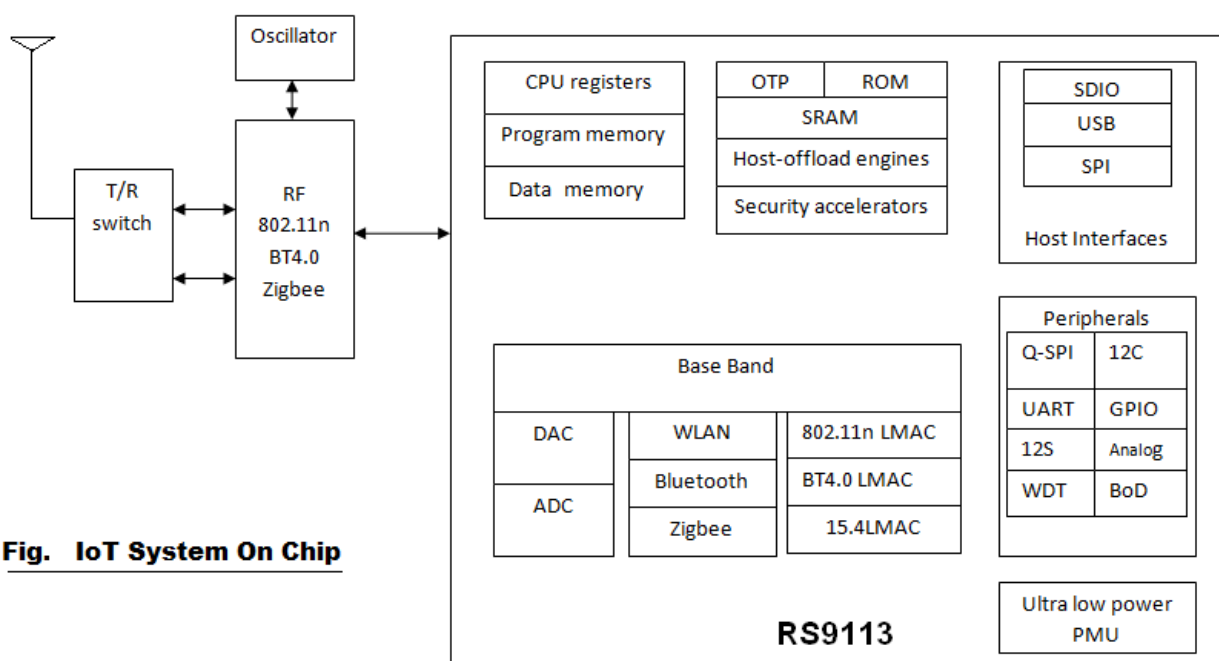 Oscillator
T/R
switch
RF
802.11n
BT4.0
Zigbee
CPU registers
Program memory
Data memory
OTP
ROM
SRAM
Host-offload engines
Security accelerators
SDIO
USB
SPI
Host Interfaces
Base Band
DAC
ADC
WLAN
Bluetooth
Zigbee
802.11n LMAC
BT4.0 LMAC
15.4LMAC
Peripherals
Q-SPI
12C
UART
GPIO
12S
Analog
WDT
BoD
Ultra low power
PMU
RS9113
Fig. IoT System On Chip